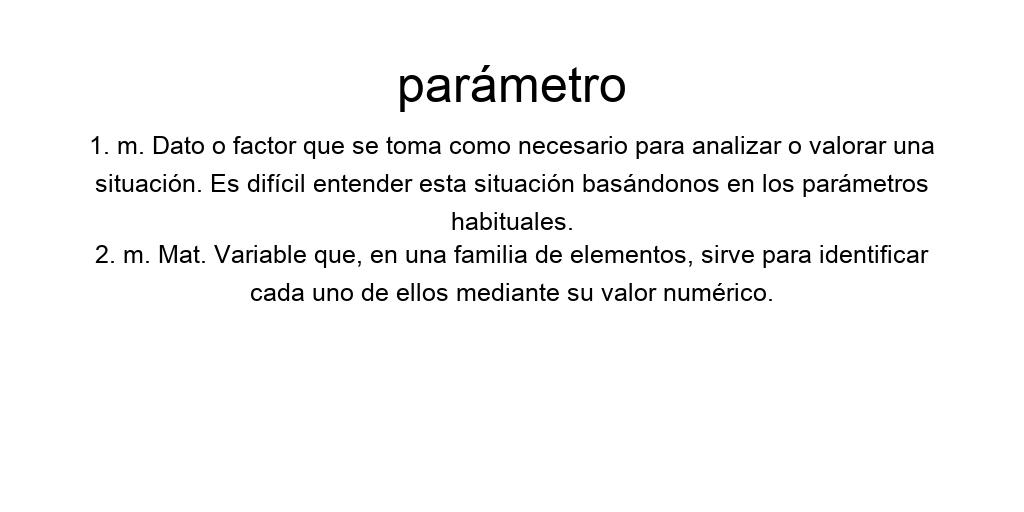 parámetro
1. m. Dato o factor que se toma como necesario para analizar o valorar una
situación. Es difícil entender esta situación basándonos en los parámetros
habituales.
2. m. Mat. Variable que, en una familia de elementos, sirve para identificar
cada uno de ellos mediante su valor numérico.